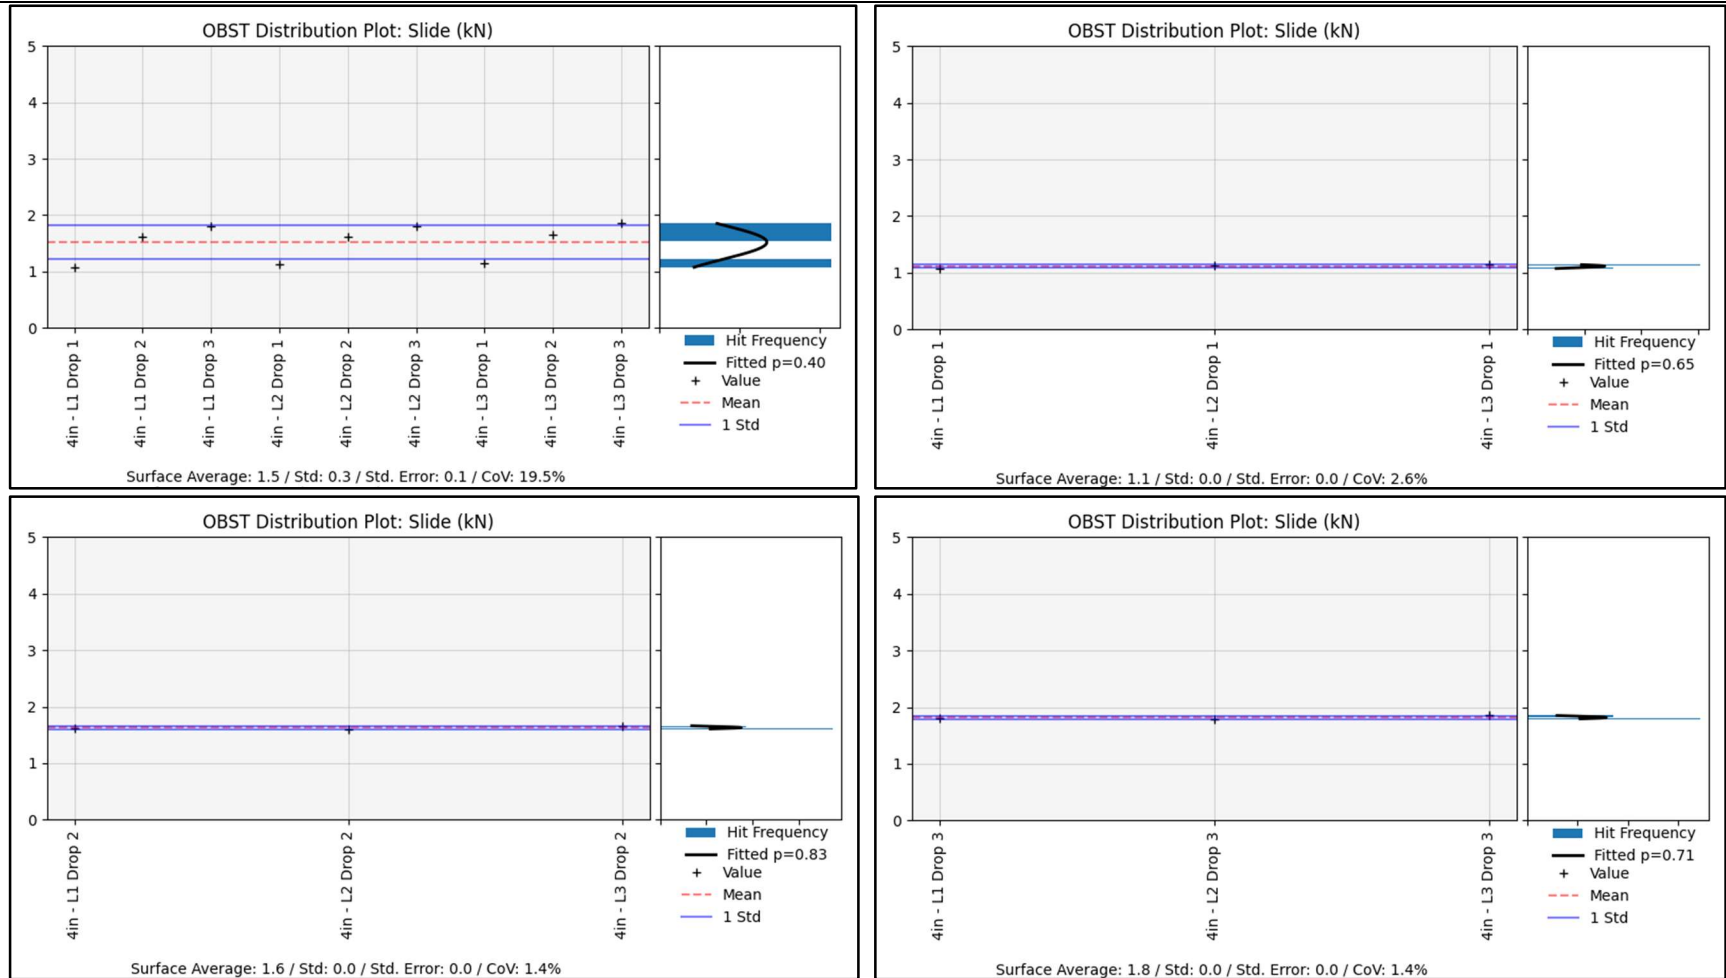 OBST Distribution Plot: Slide (kN)
5
4
3
2
1
0
4in - L1 Drop 1
4in - L1 Drop 2
4in - L1 Drop 3
4in - L2 Drop 1
4in - L2 Drop 2
4in - L2 Drop 3
4in - L3 Drop 1
4in - L3 Drop 2
4in - L3 Drop 3
Hit Frequency
Fitted p=0.40
Value
Mean
1 Std
Surface Average: 1.5 / Std: 0.3 / Std. Error: 0.1 / CoV: 19.5%
OBST Distribution Plot: Slide (kN)
5
4
3
2
1
0
4in - L1 Drop 1
4in - L2 Drop 1
4in - L3 Drop 1
Hit Frequency
Fitted p=0.65
Value
Mean
1 Std
Surface Average: 1.1 / Std: 0.0 / Std. Error: 0.0 / CoV: 2.6%
OBST Distribution Plot: Slide (kN)
5
4
3
2
1
0
4in - L1 Drop 2
4in - L2 Drop 2
4in - L3 Drop 2
Hit Frequency
Fitted p=0.83
Value
Mean
1 Std
Surface Average: 1.6 / Std: 0.0 / Std. Error: 0.0 / CoV: 1.4%
OBST Distribution Plot: Slide (kN)
5
4
3
2
1
0
4in - L1 Drop 3
4in - L2 Drop 3
4in - L3 Drop 3
Hit Frequency
Fitted p=0.71
Value
Mean
1 Std
Surface Average: 1.8 / Std: 0.0 / Std. Error: 0.0 / CoV: 1.4%